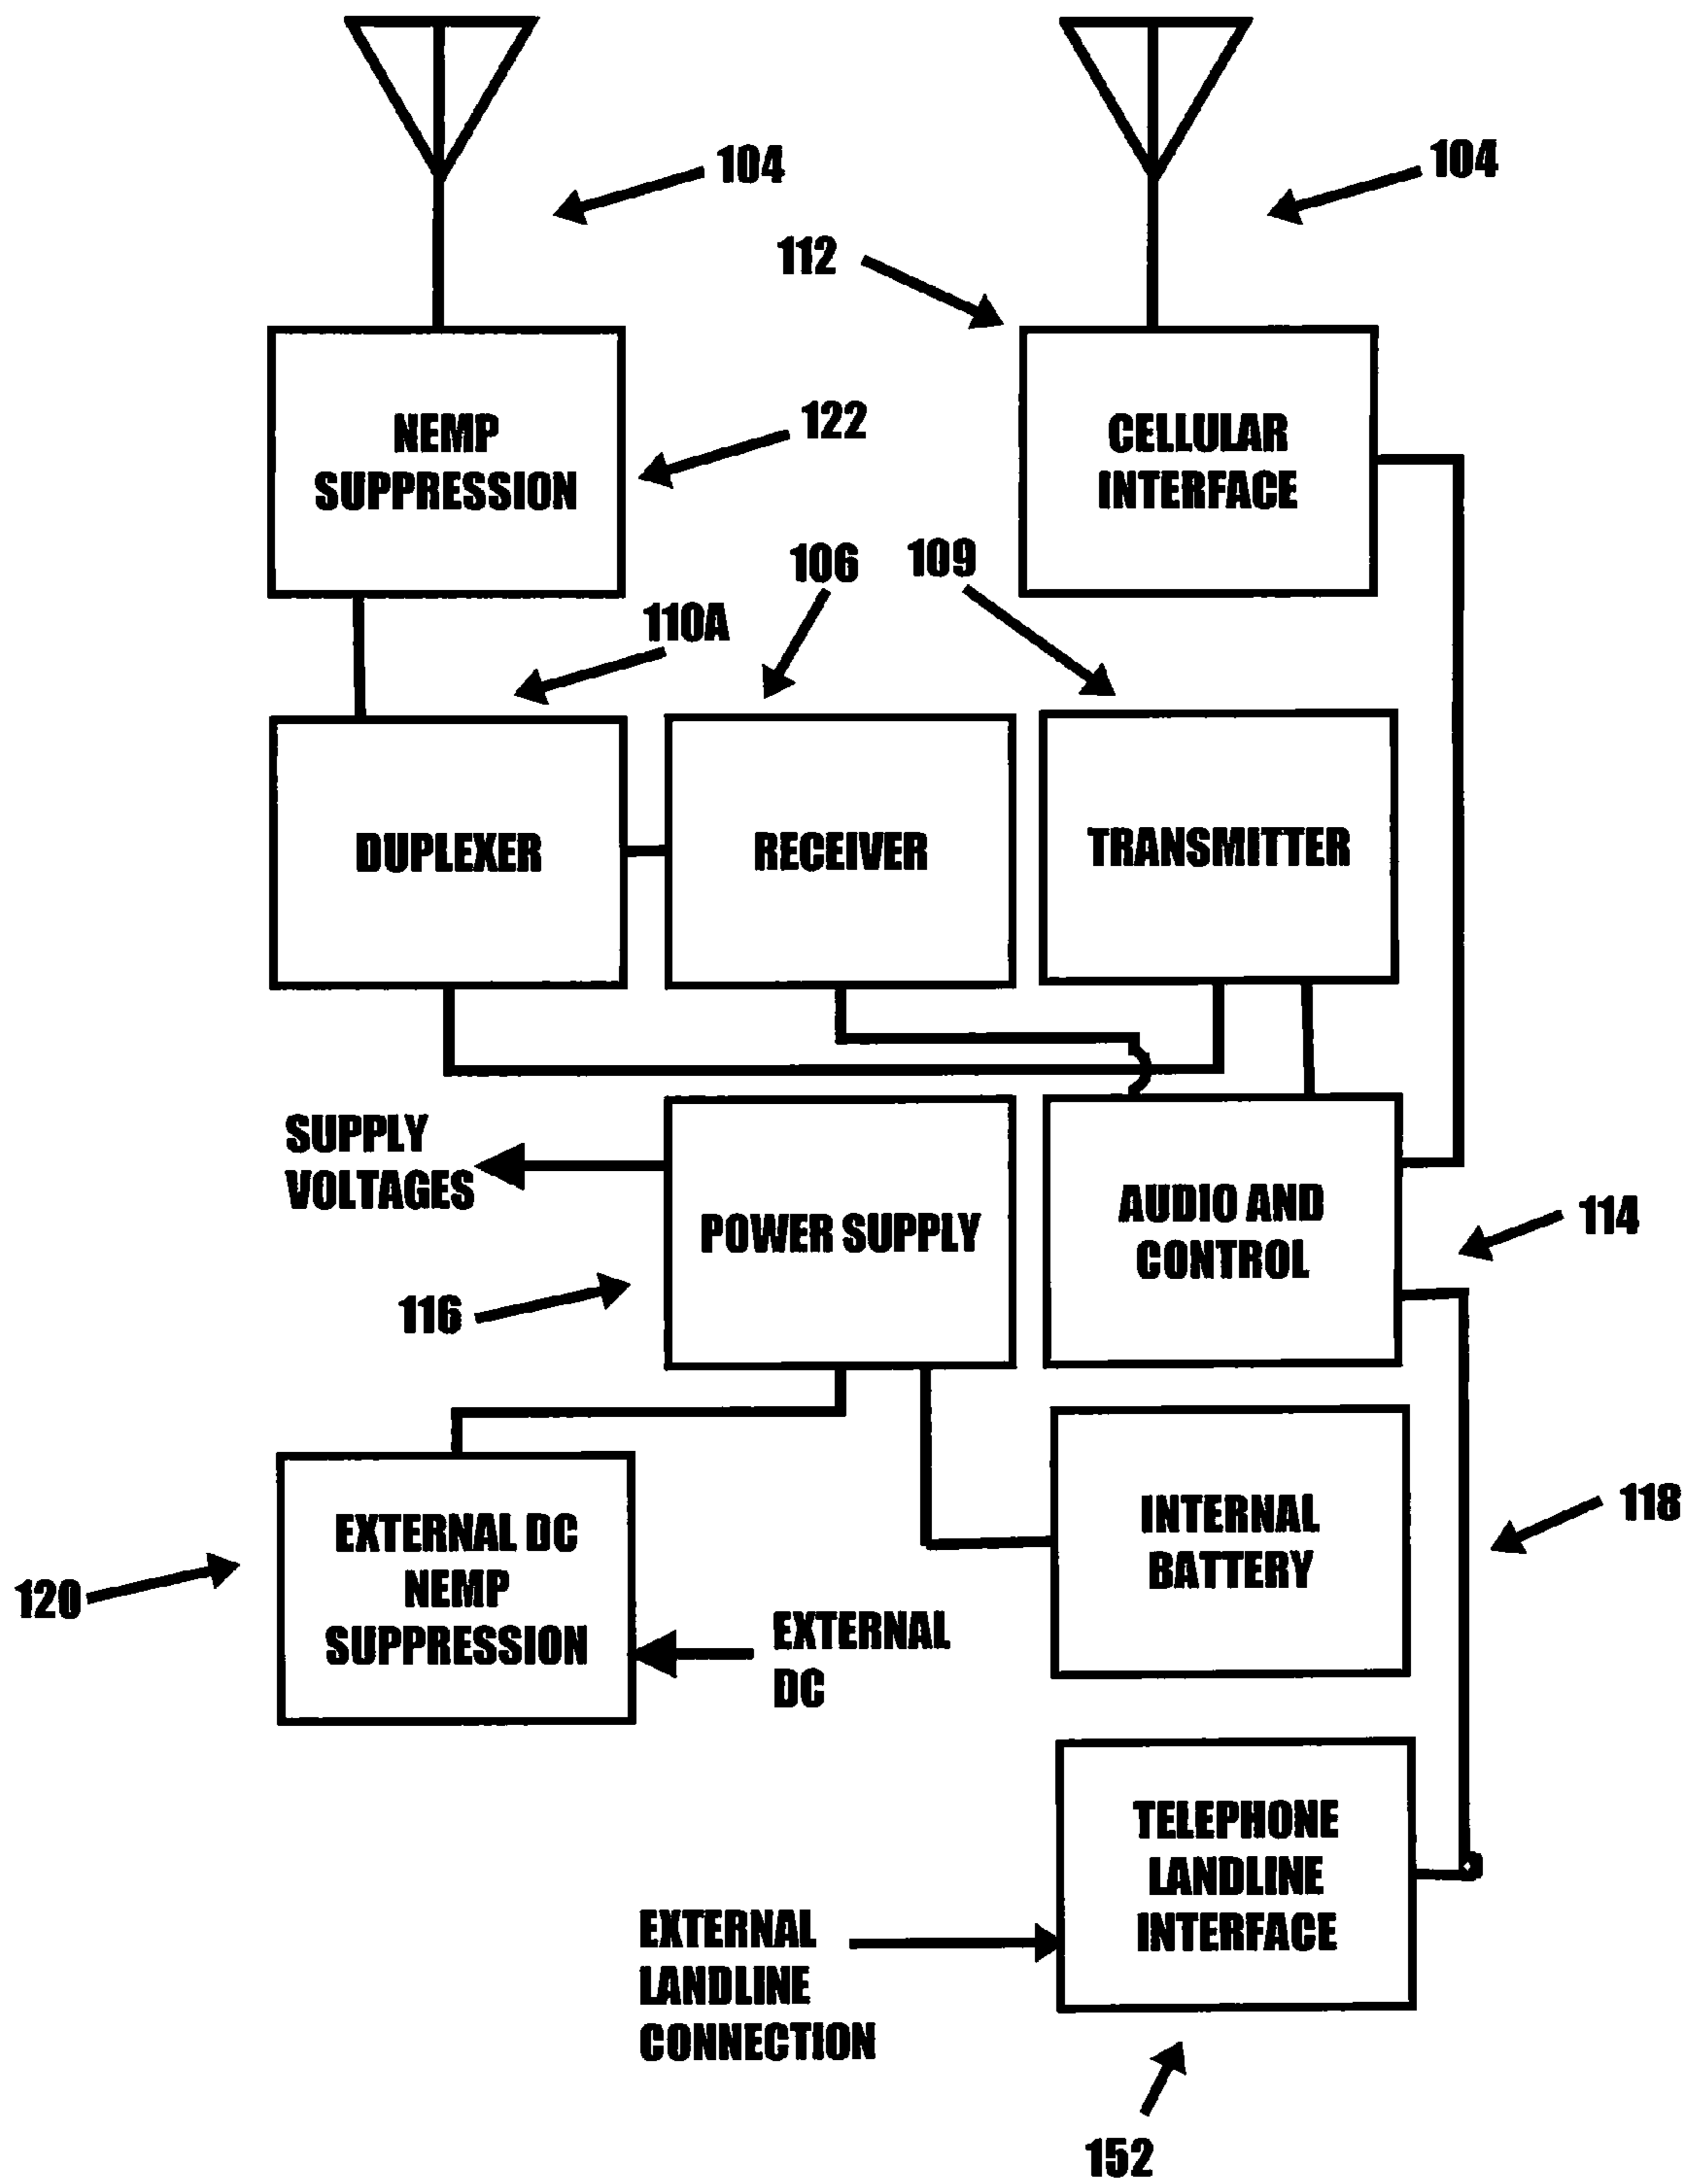 104
104
112
NEMP
SUPPRESSION
122
CELLULAR
INTERFACE
106
109
110A
DUPLEXER
RECEIVER
TRANSMITTER
SUPPLY
VOLTAGES
POWER SUPPLY
AUDIO AND
CONTROL
114
116
EXTERNAL DC
NEMP
SUPPRESSION
120
EXTERNAL
DC
INTERNAL
BATTERY
118
TELEPHONE
LANDLINE
INTERFACE
EXTERNAL
LANDLINE
CONNECTION
152